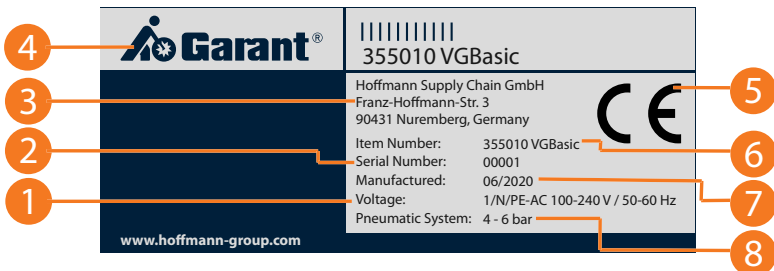 Garant®
355010 VGBasic
Hoffmann Supply Chain GmbH
Franz-Hoffmann-Str. 3
90431 Nuremberg, Germany
CE
Item Number: 355010 VGBasic
Serial Number: 00001
Manufactured: 06/2020
Voltage: 1/N/PE-AC 100-240 V / 50-60 Hz
Pneumatic System: 4 - 6 bar
www.hoffmann-group.com
4
3
2
1
5
6
7
8